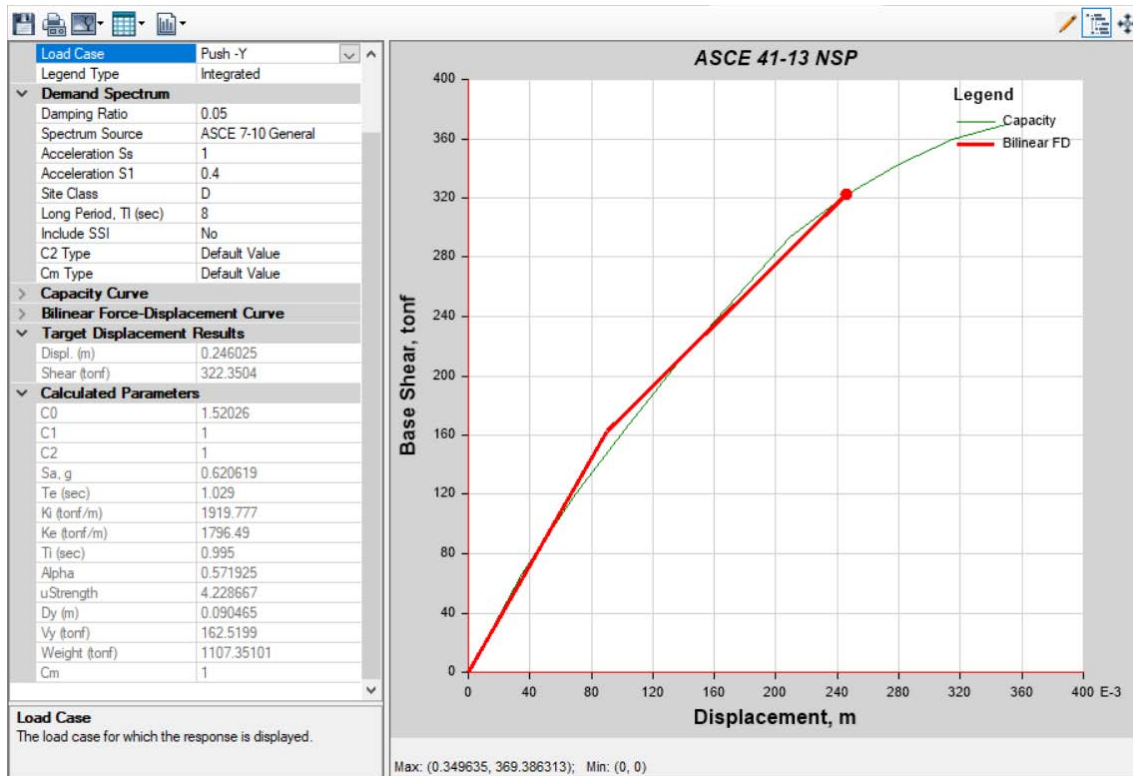 Load Case Push -Y
Legend Type Integrated
Demand Spectrum
Damping Ratio 0.05
Spectrum Source ASCE 7-10 General
Acceleration Ss 1
Acceleration S1 0.4
Site Class D
Long Period, Tl (sec) 8
Include SSI No
C2 Type Default Value
Cm Type Default Value
Capacity Curve
Bilinear Force-Displacement Curve
Target Displacement Results
Displ. (m) 0.246025
Shear (tonf) 322.3504
Calculated Parameters
C0 1.52026
C1 1
C2 1
Sa, g 0.620619
Te (sec) 1.029
Ki (tonf/m) 1919.777
Ke (tonf/m) 1796.49
Ti (sec) 0.995
Alpha 0.571925
uStrength 4.228667
Dy (m) 0.090465
Vy (tonf) 162.5199
Weight (tonf) 1107.35101
Cm 1
Load Case
The load case for which the response is displayed.
ASCE 41-13 NSP
Legend
Capacity
Bilinear FD
Base Shear, tonf
400
360
320
280
240
200
160
120
80
40
0
0 40 80 120 160 200 240 280 320 360 400 E-3
Displacement, m
Max: (0.349635, 369.386313); Min: (0, 0)